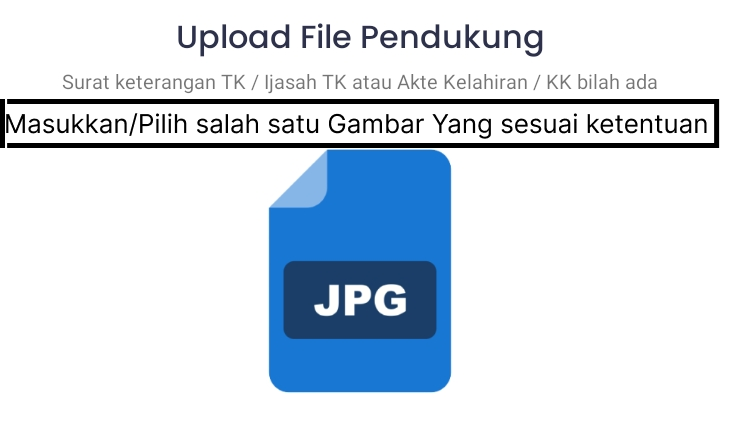 Upload File Pendukung
Surat keterangan TK / Ijasah TK atau Akte Kelahiran / KK bilah ada
Masukkan/Pilih salah satu Gambar Yang sesuai ketentuan
JPG